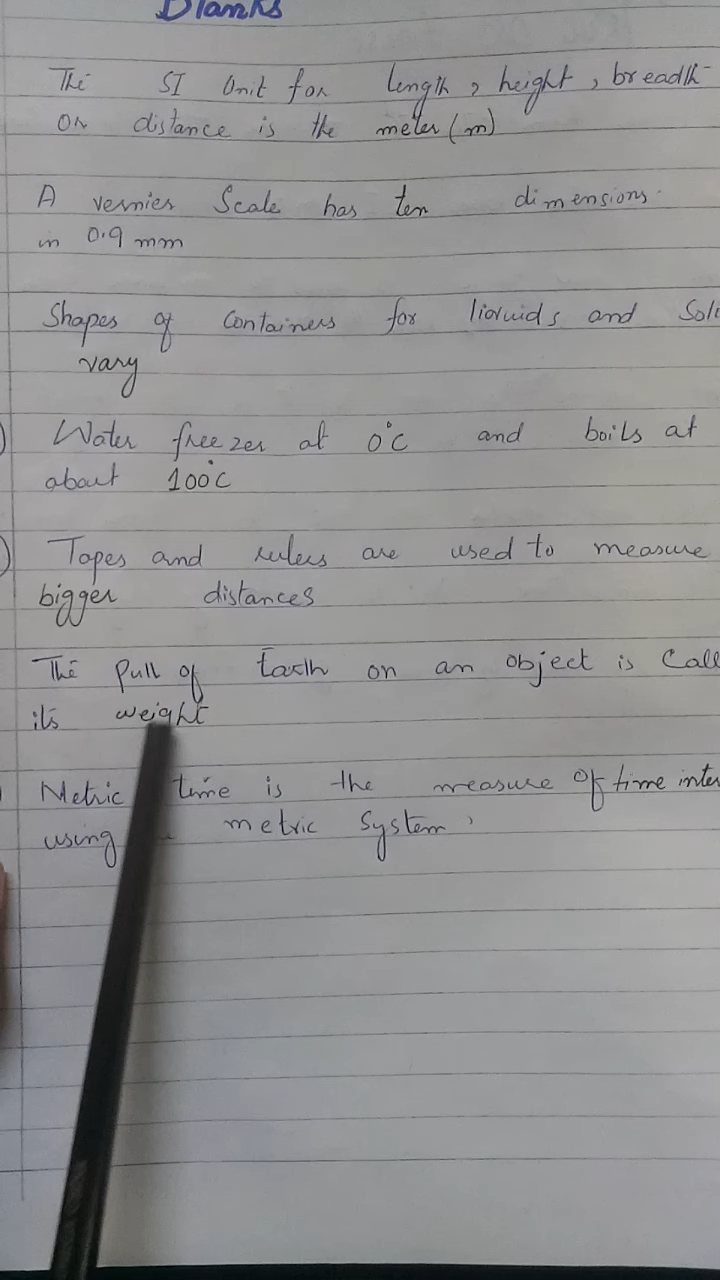 Blanks
The SI Unit for length, height, breadth
or distance is the meter (m)
A vernier Scale has ten dimensions.
in 0.9 mm
Shapes of Containers for liquids and
vary
Water freezes at 0°C and boils at
about 100°C
Tapes and rulers are used to measure
bigger distances
The Pull of Earth on an object is Call
its weight
Metric time is the measure of time inter
using metric System